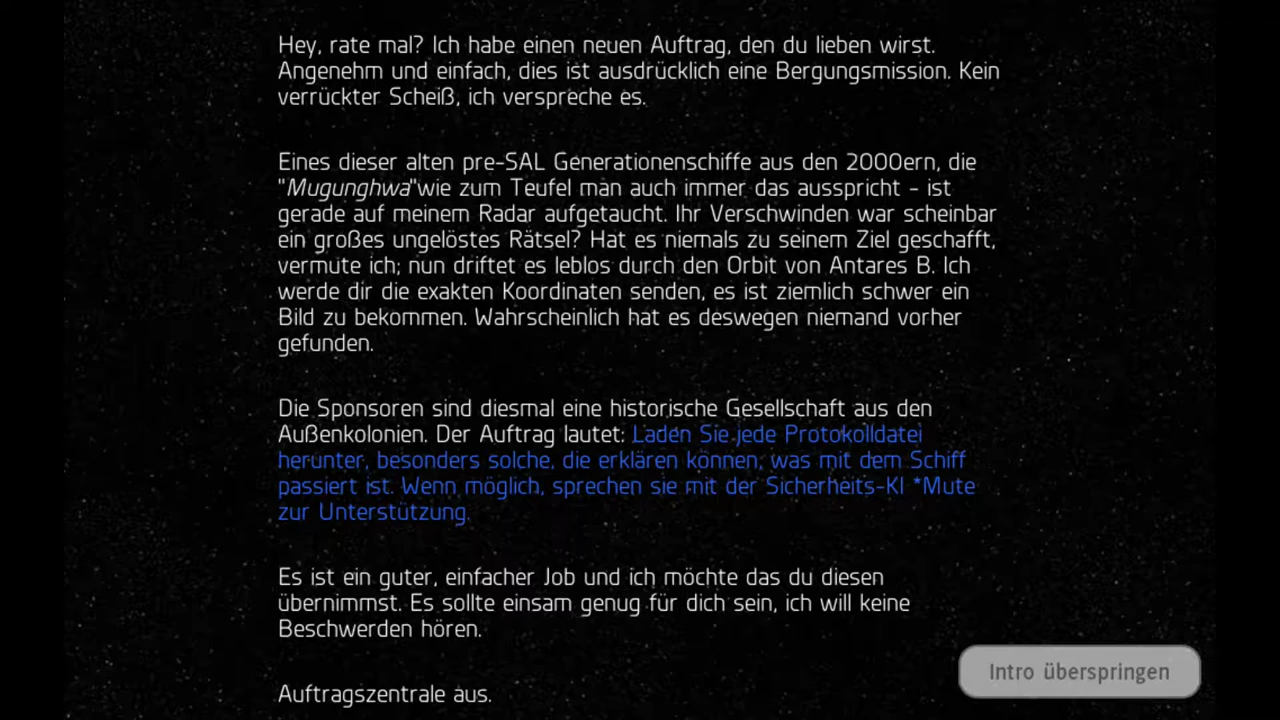 Hey, rate mal? Ich habe einen neuen Auftrag, den du lieben wirst.
Angenehm und einfach, dies ist ausdrücklich eine Bergungsmission. Kein
verrückter Scheiß, ich verspreche es.
Eines dieser alten pre-SAL Generationenschiffe aus den 2000ern, die
"Mugunghwa"wie zum Teufel man auch immer das ausspricht - ist
gerade auf meinem Radar aufgetaucht. Ihr Verschwinden war scheinbar
ein großes ungelöstes Rätsel? Hat es niemals zu seinem Ziel geschafft,
vermute ich; nun driftet es leblos durch den Orbit von Antares B. Ich
werde dir die exakten Koordinaten senden, es ist ziemlich schwer ein
Bild zu bekommen. Wahrscheinlich hat es deswegen niemand vorher
gefunden.
Die Sponsoren sind diesmal eine historische Gesellschaft aus den
Außenkolonien. Der Auftrag lautet: Laden Sie jede Protokolldatei
herunter, besonders solche, die erklären können, was mit dem Schiff
passiert ist. Wenn möglich, sprechen sie mit der Sicherheits-KI *Mute
zur Unterstützung.
Es ist ein guter, einfacher Job und ich möchte das du diesen
übernimmst. Es sollte einsam genug für dich sein, ich will keine
Beschwerden hören.
Intro überspringen
Auftragszentrale aus.